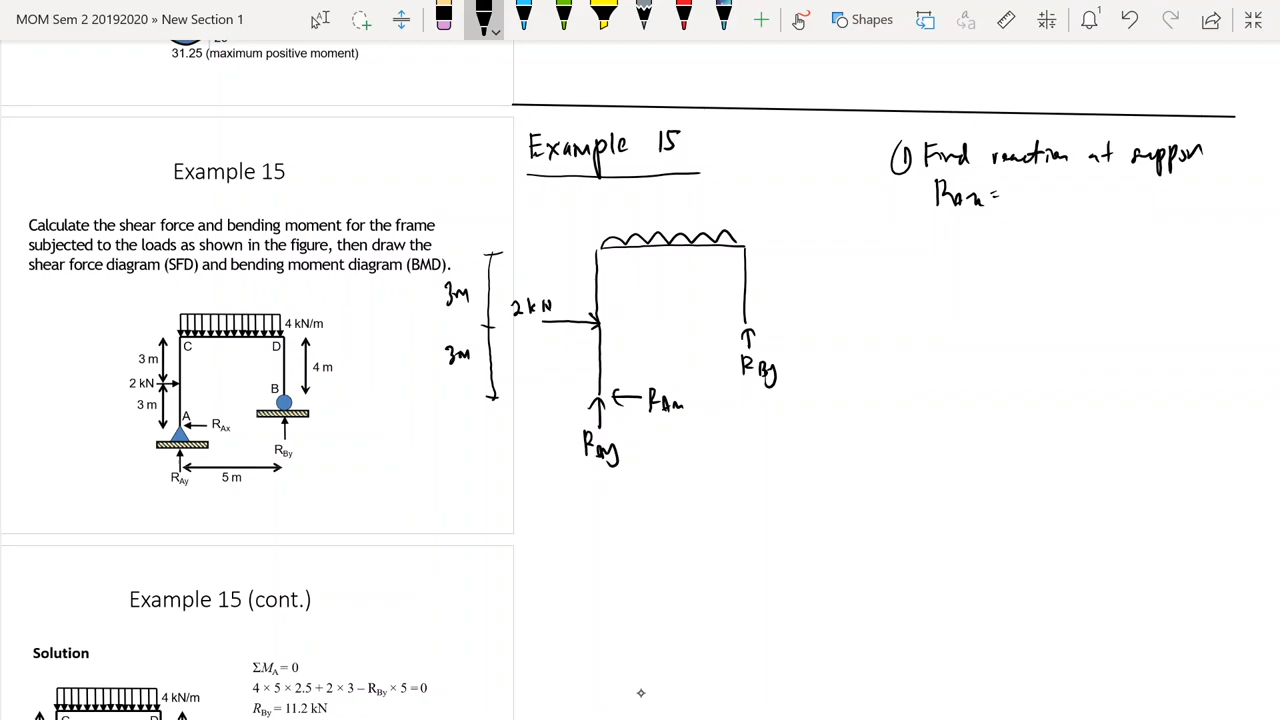 MOM Sem 2 20192020 » New Section 1
Shapes
31.25 (maximum positive moment)
Example 15
Calculate the shear force and bending moment for the frame
subjected to the loads as shown in the figure, then draw the
shear force diagram (SFD) and bending moment diagram (BMD).
4 kN/m
C
D
3 m
4 m
2 kN
B
3 m
A
RAx
RBy
RAy
5 m
Example 15 (cont.)
Solution
ΣMA = 0
4 kN/m
4 × 5 × 2.5 + 2 × 3 – RBy × 5 = 0
RBy = 11.2 kN
Example 15
3m
2 kN
3m
RBy
RAx
RAy
① Find reaction at support
RAx =